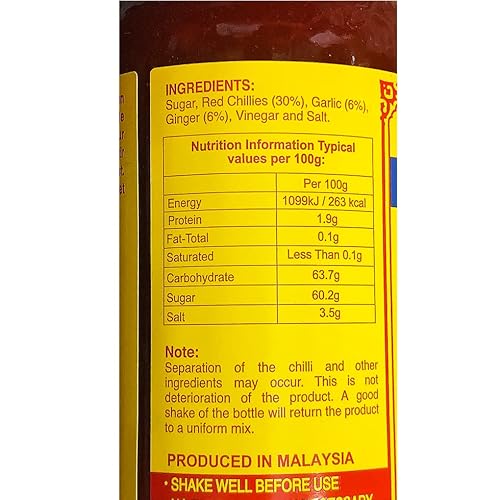 INGREDIENTS:
Sugar, Red Chillies (30%), Garlic (6%),
Ginger (6%), Vinegar and Salt.
Nutrition Information Typical
values per 100g:
Per 100g
Energy 1099kJ / 263 kcal
Protein 1.9g
Fat-Total 0.1g
Saturated Less Than 0.1g
Carbohydrate 63.7g
Sugar 60.2g
Salt 3.5g
Note:
Separation of the chilli and other
ingredients may occur. This is not
deterioration of the product. A good
shake of the bottle will return the product
to a uniform mix.
PRODUCED IN MALAYSIA
• SHAKE WELL BEFORE USE